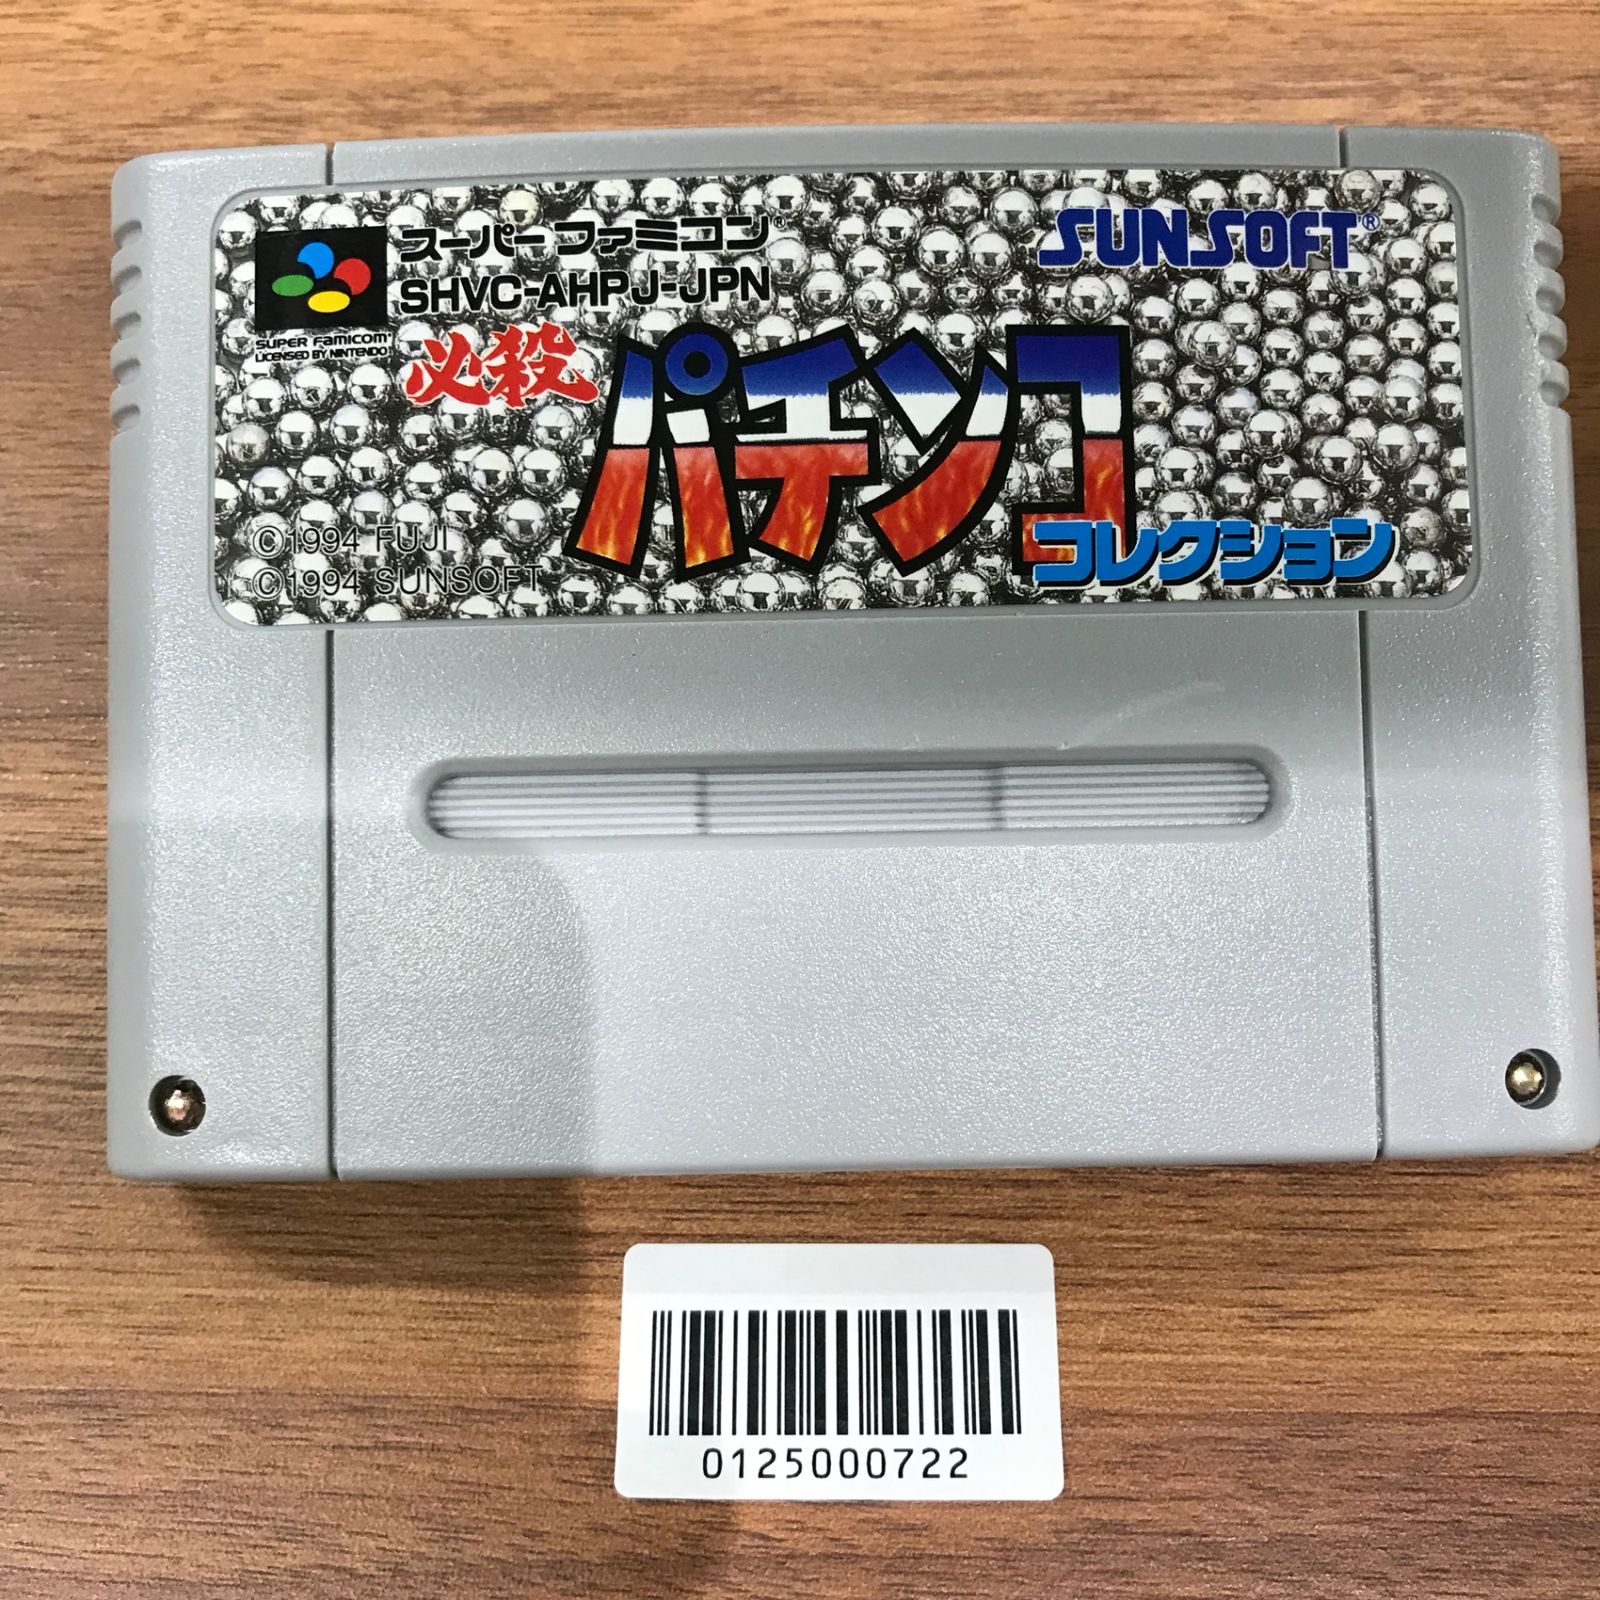 スーパーファミコン®
SHVC-AHPJ-JPN
SUNSOFT®
SUPER FAMICOM™
LICENSED BY NINTENDO
必殺
パチンコ
コレクション
©1994 FUJI
©1994 SUNSOFT
0125000722